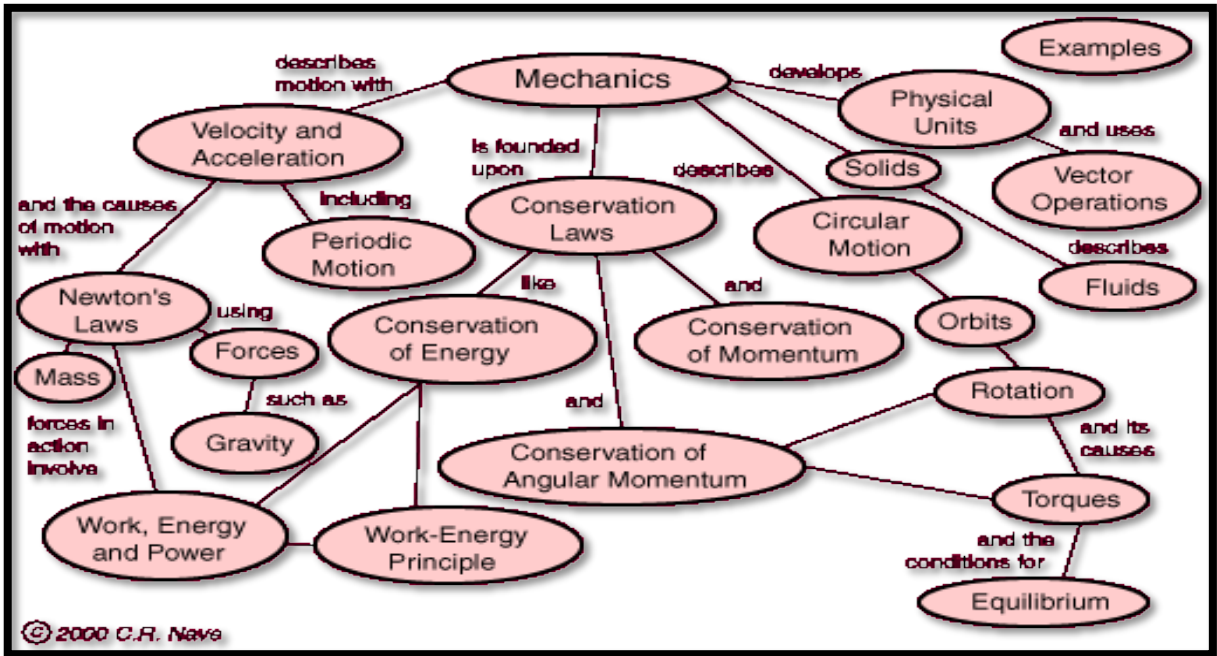 describes
motion with
Mechanics
develops
Examples
Physical
Units
Velocity and
Acceleration
and uses
is founded
upon
describes
Solids
Vector
Operations
and the causes
of motion
with
including
Conservation
Laws
Circular
Motion
Periodic
Motion
describes
Fluids
Newton's
Laws
using
like
and
Forces
Conservation
of Energy
Conservation
of Momentum
Orbits
Mass
such as
and
Rotation
forces in
action
involve
Gravity
Conservation of
Angular Momentum
and its
causes
Torques
Work, Energy
and Power
Work-Energy
Principle
and the
conditions for
Equilibrium
© 2000 C.R. Nave